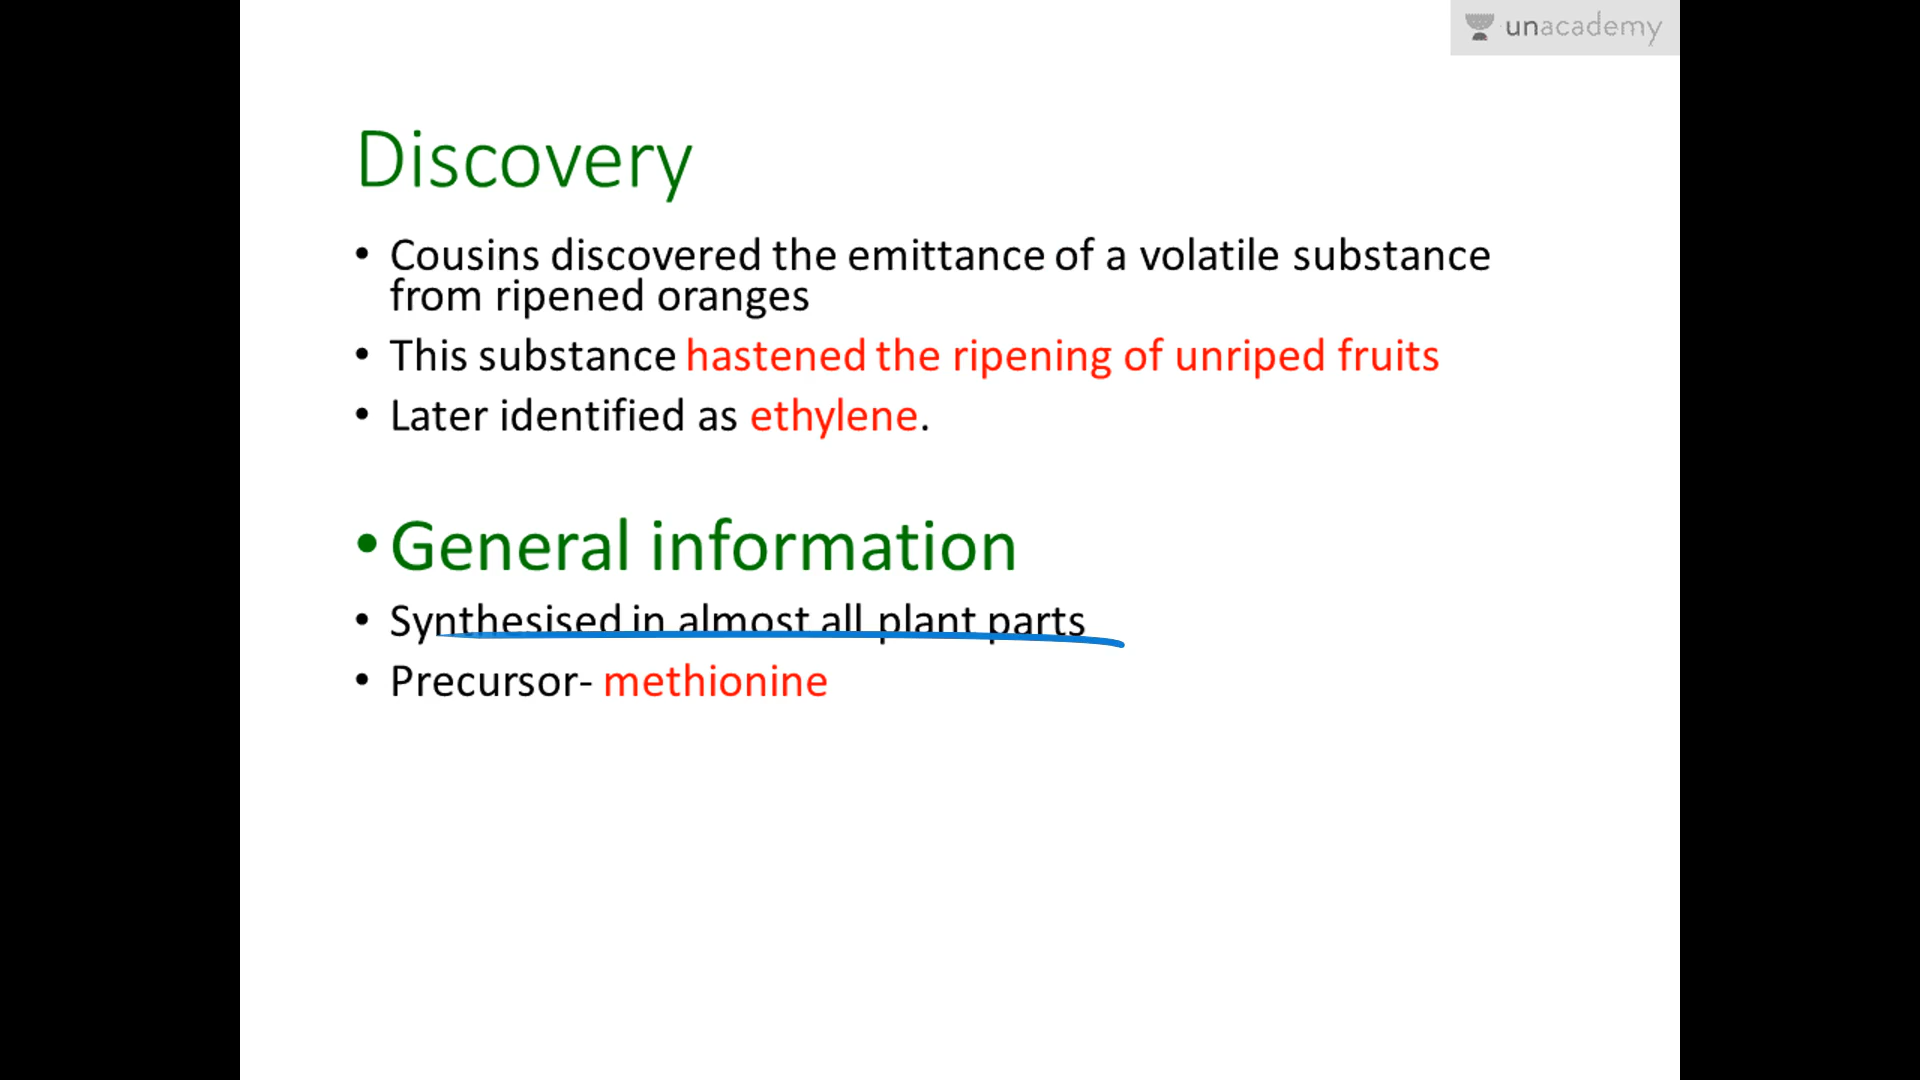 unacademy
Discovery
• Cousins discovered the emittance of a volatile substance
from ripened oranges
• This substance hastened the ripening of unriped fruits
• Later identified as ethylene.
• General information
• Synthesised in almost all plant parts
• Precursor- methionine